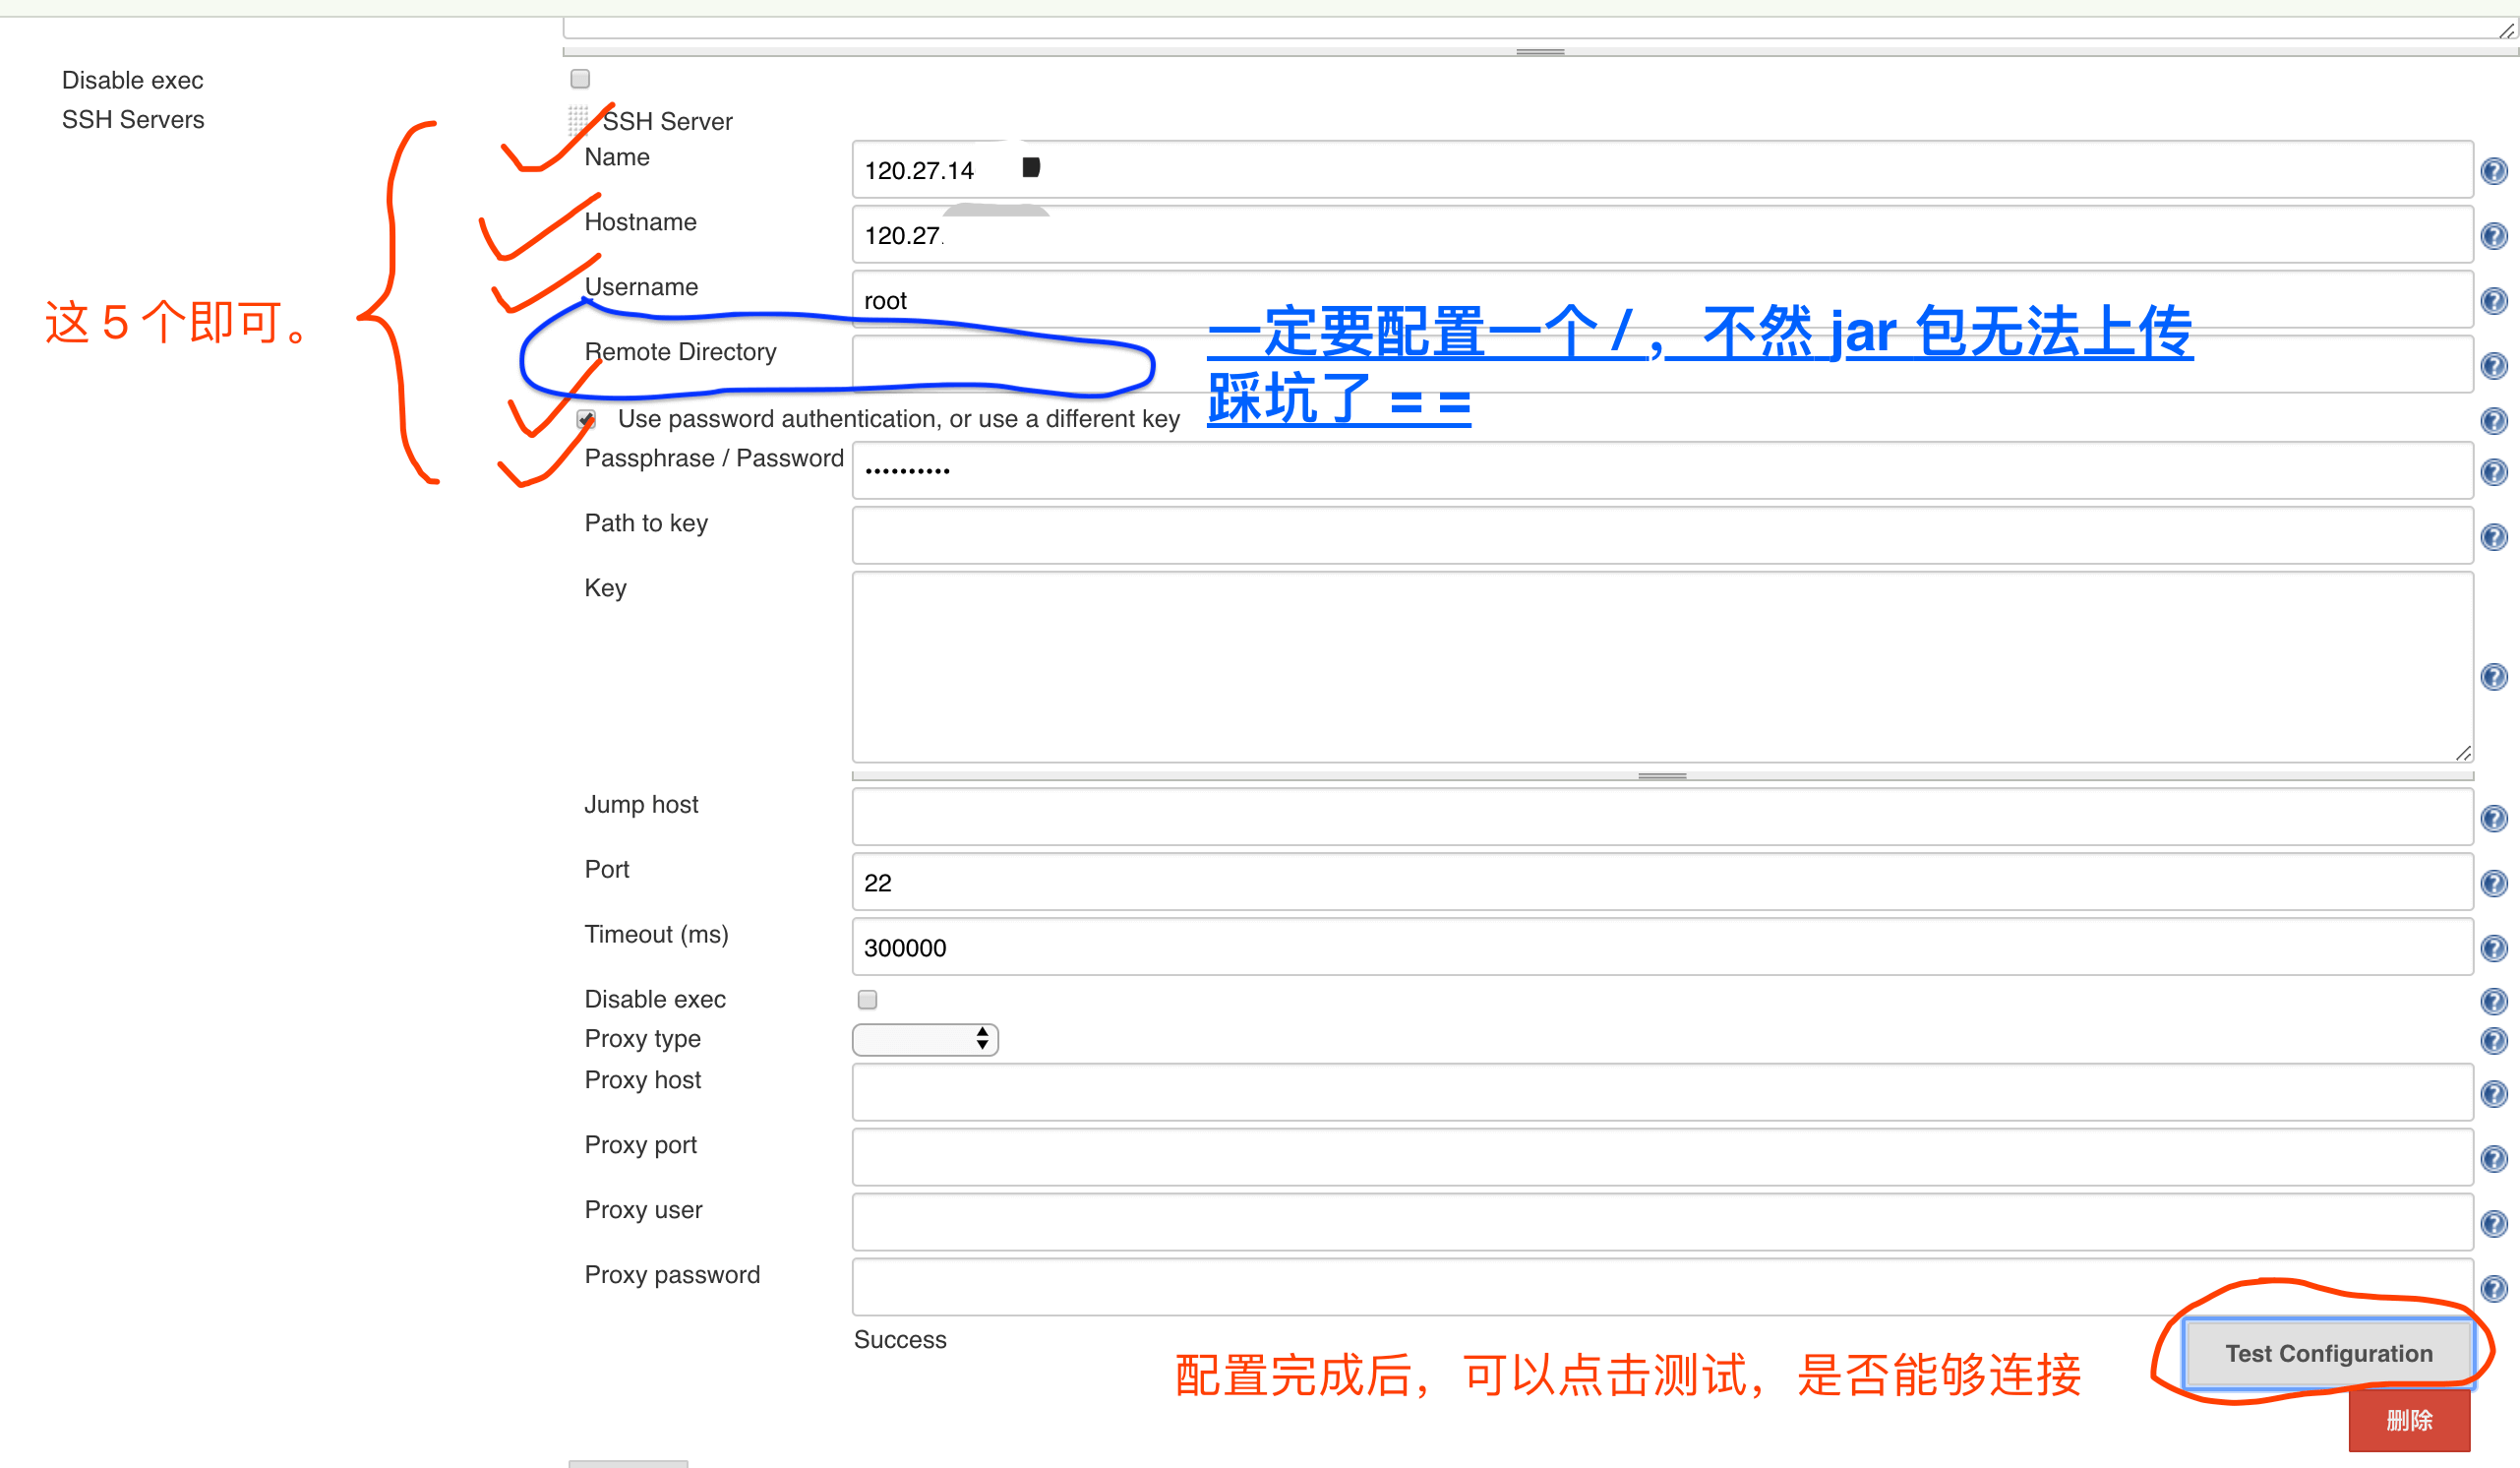 Disable exec
SSH Servers
SSH Server
Name
120.27.14
Hostname
120.27.
Username
root
这 5 个即可。
一定要配置一个 / ， 不然 jar 包无法上传
Remote Directory
踩坑了 = =
Use password authentication, or use a different key
Passphrase / Password
••••••••••
Path to key
Key
Jump host
Port
22
Timeout (ms)
300000
Disable exec
Proxy type
Proxy host
Proxy port
Proxy user
Proxy password
Success
配置完成后，可以点击测试，是否能够连接
Test Configuration
删除